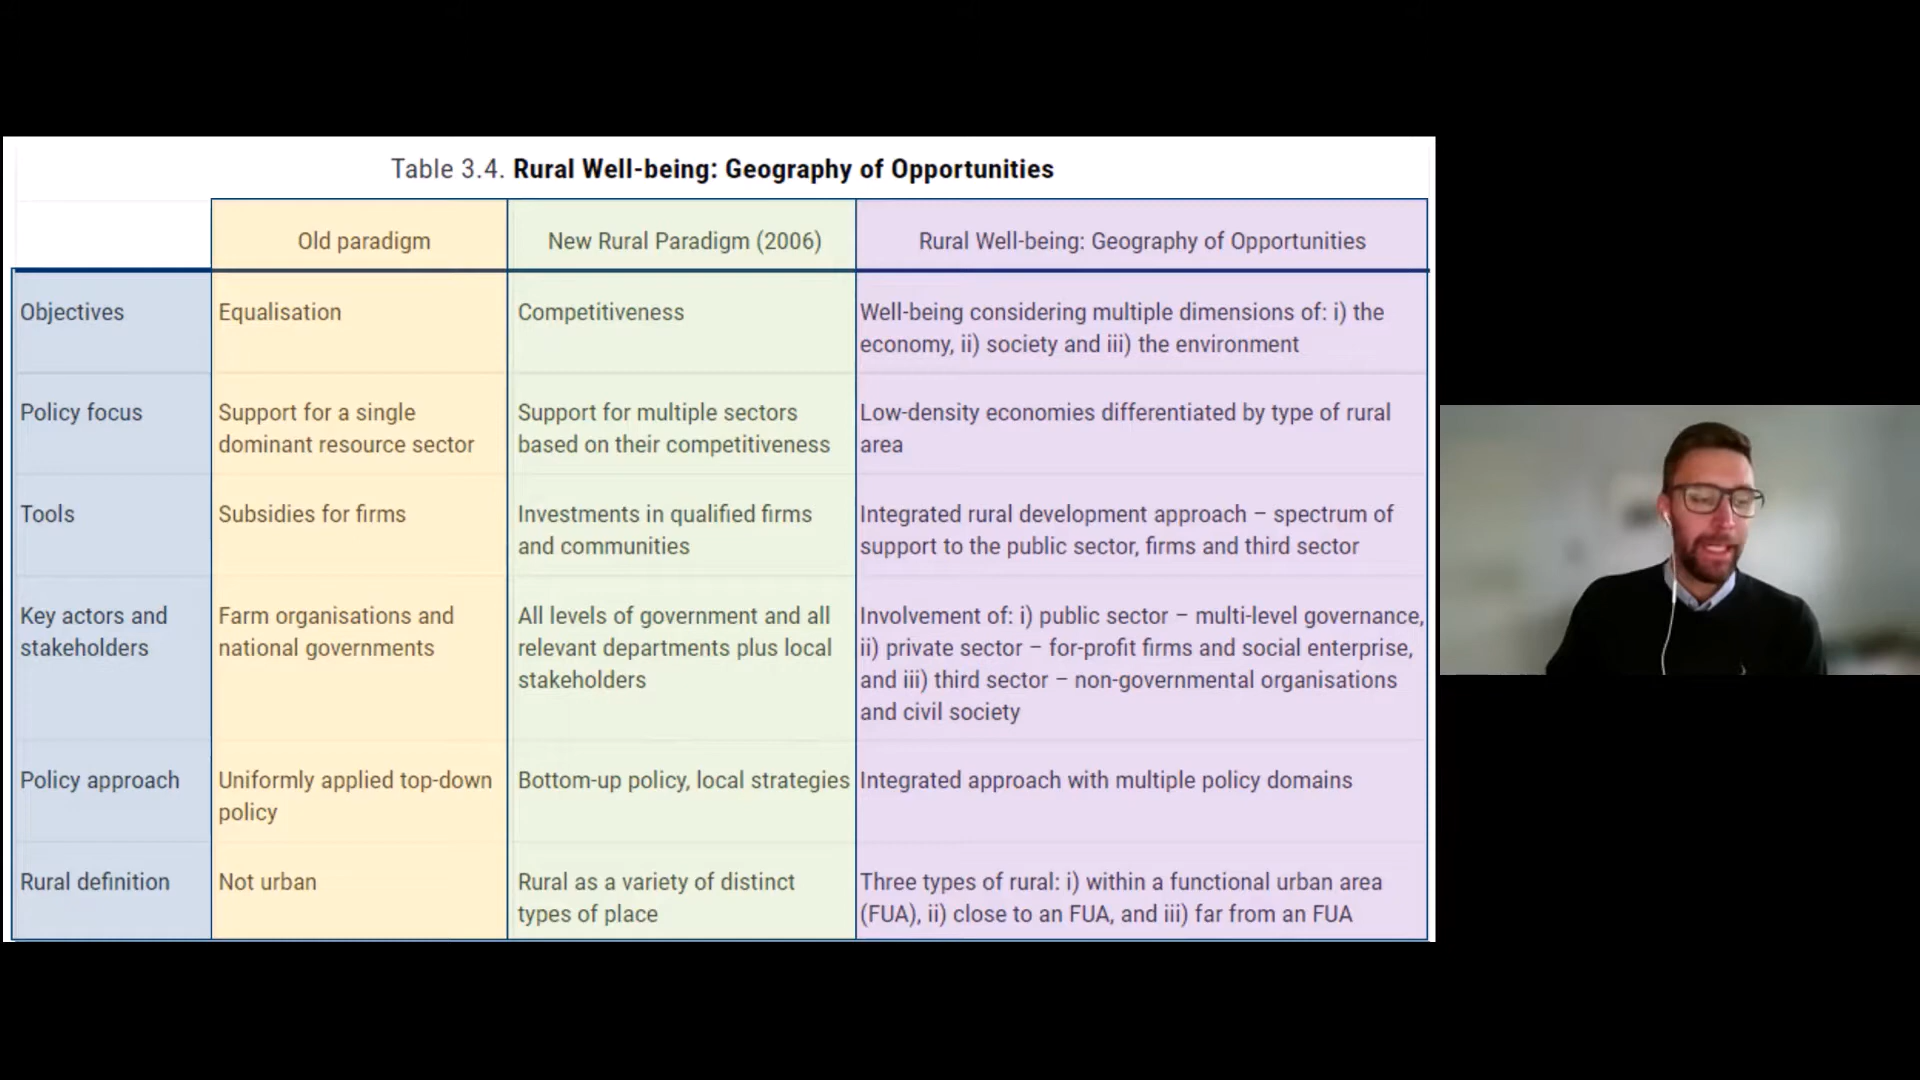 Table 3.4. Rural Well-being: Geography of Opportunities
Old paradigm
New Rural Paradigm (2006)
Rural Well-being: Geography of Opportunities
Objectives
Equalisation
Competitiveness
Well-being considering multiple dimensions of: i) the
economy, ii) society and iii) the environment
Policy focus
Support for a single
dominant resource sector
Support for multiple sectors
based on their competitiveness
Low-density economies differentiated by type of rural
area
Tools
Subsidies for firms
Investments in qualified firms
and communities
Integrated rural development approach – spectrum of
support to the public sector, firms and third sector
Key actors and
stakeholders
Farm organisations and
national governments
All levels of government and all
relevant departments plus local
stakeholders
Involvement of: i) public sector – multi-level governance,
ii) private sector – for-profit firms and social enterprise,
and iii) third sector – non-governmental organisations
and civil society
Policy approach
Uniformly applied top-down
policy
Bottom-up policy, local strategies
Integrated approach with multiple policy domains
Rural definition
Not urban
Rural as a variety of distinct
types of place
Three types of rural: i) within a functional urban area
(FUA), ii) close to an FUA, and iii) far from an FUA